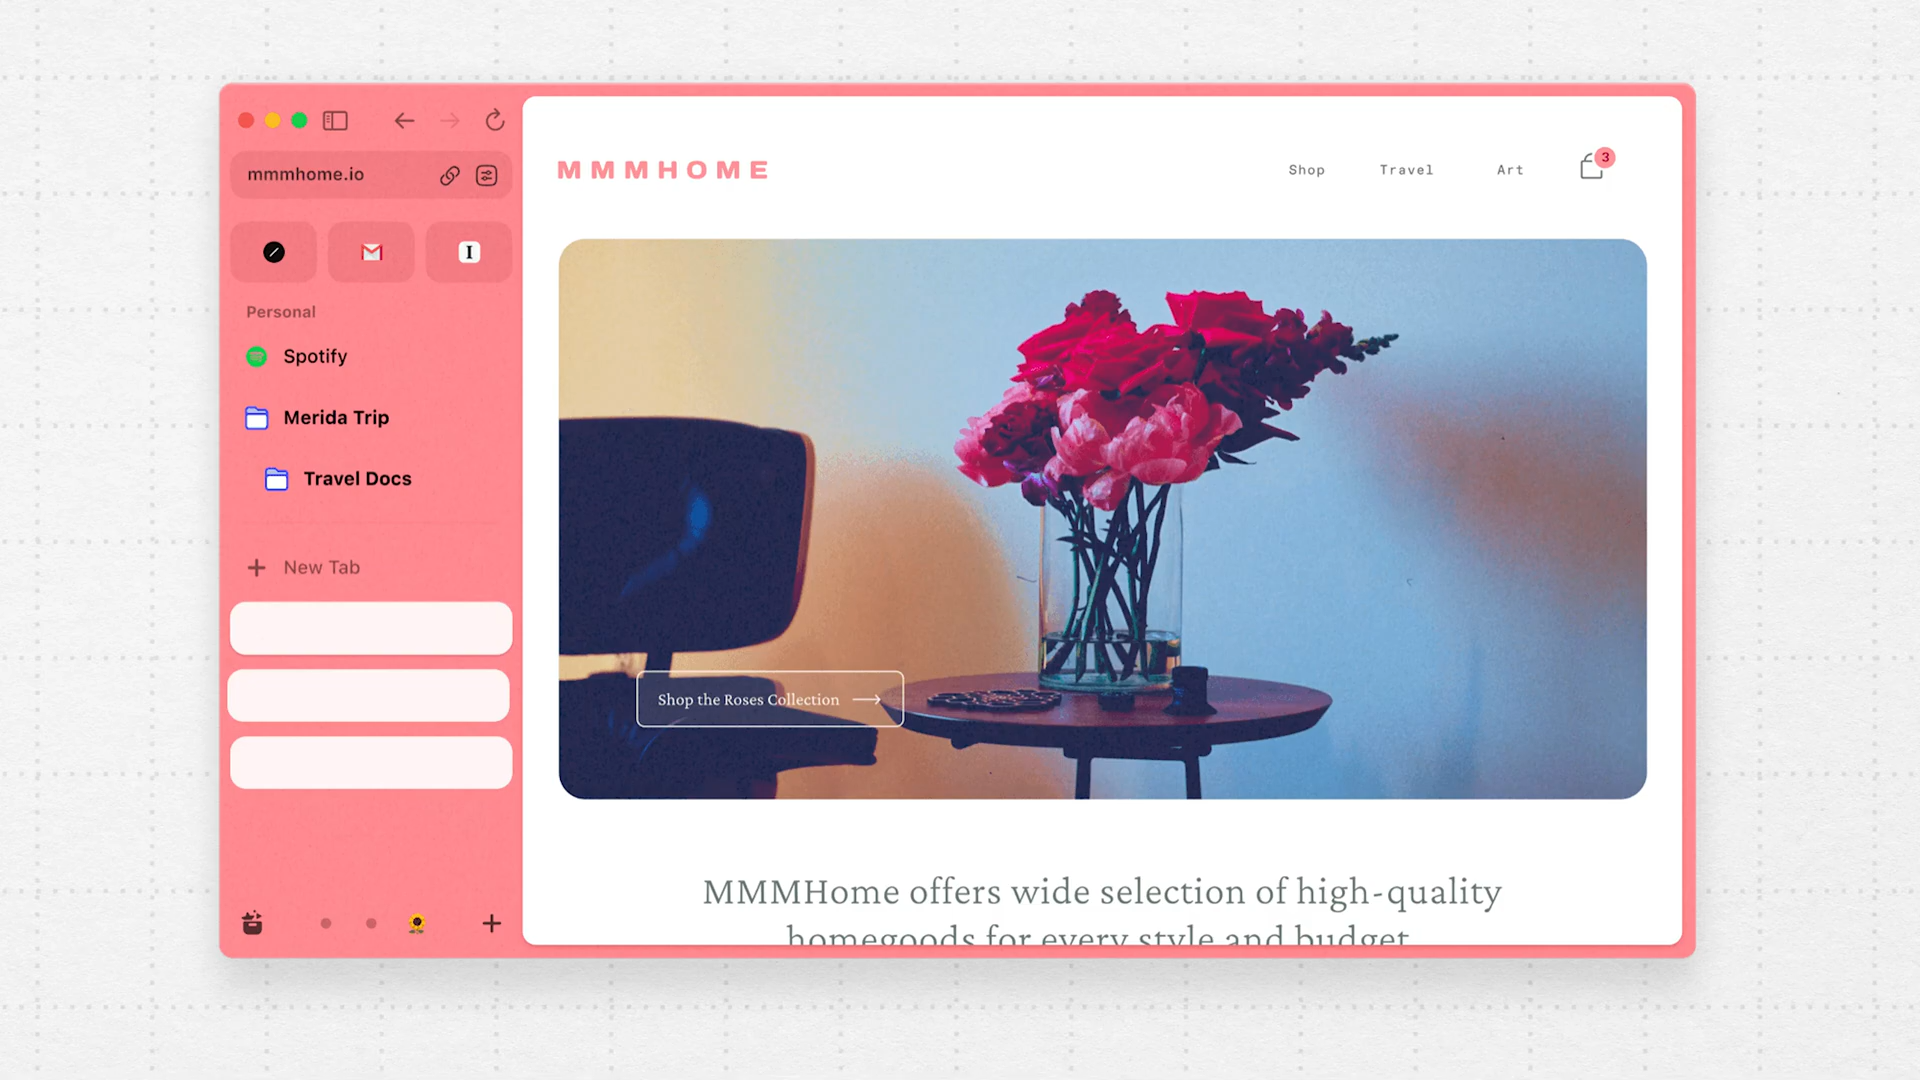 mmmhome.io
I
Personal
Spotify
Merida Trip
Travel Docs
New Tab
MMMHOME
Shop
Travel
Art
3
Shop the Roses Collection
MMMHome offers wide selection of high-quality
homegoods for every style and budget